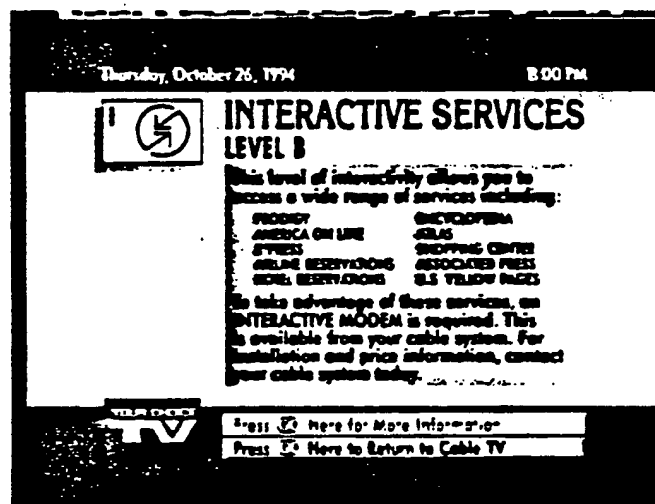 Thursday, October 26, 1994 8:00 PM
INTERACTIVE SERVICES
LEVEL B
This level of interactivity allows you to
access a wide range of services including:
PRODIGY ENCYCLOPEDIA
AMERICA ON LINE ATLAS
X*PRESS SHOPPING CENTER
AIRLINE RESERVATIONS ASSOCIATED PRESS
HOTEL RESERVATIONS U.S. YELLOW PAGES
To take advantage of these services, an
INTERACTIVE MODEM is required. This
is available from your cable system. For
installation and price information, contact
your cable system today.
TV
Press Here for More Information
Press Here to Return to Cable TV